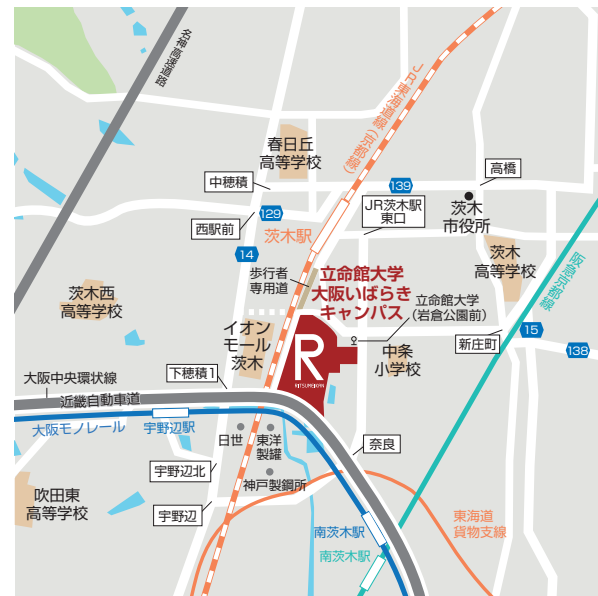 名神高速道路
JR東海道線(京都線)
春日丘
高等学校
中穂積
139
高橋
JR茨木駅
東口
茨木
市役所
129
西駅前
茨木駅
14
茨木
高等学校
阪急京都線
歩行者
専用道
立命館大学
大阪いばらき
キャンパス
茨木西
高等学校
立命館大学
(岩倉公園前)
イオン
モール
茨木
R
RITSUMEIKAN
中条
小学校
新庄町
15
138
下穂積1
大阪中央環状線
近畿自動車道
大阪モノレール
宇野辺駅
日世
東洋
製罐
奈良
宇野辺北
神戸製鋼所
吹田東
高等学校
宇野辺
南茨木駅
東海道
貨物支線
南茨木駅